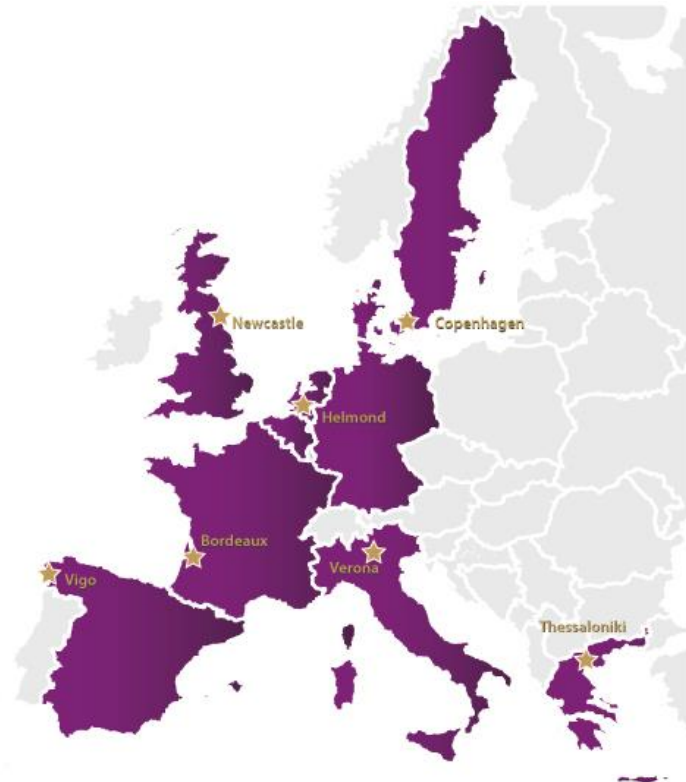 Newcastle
Copenhagen
Helmond
Bordeaux
Verona
Vigo
Thessaloniki